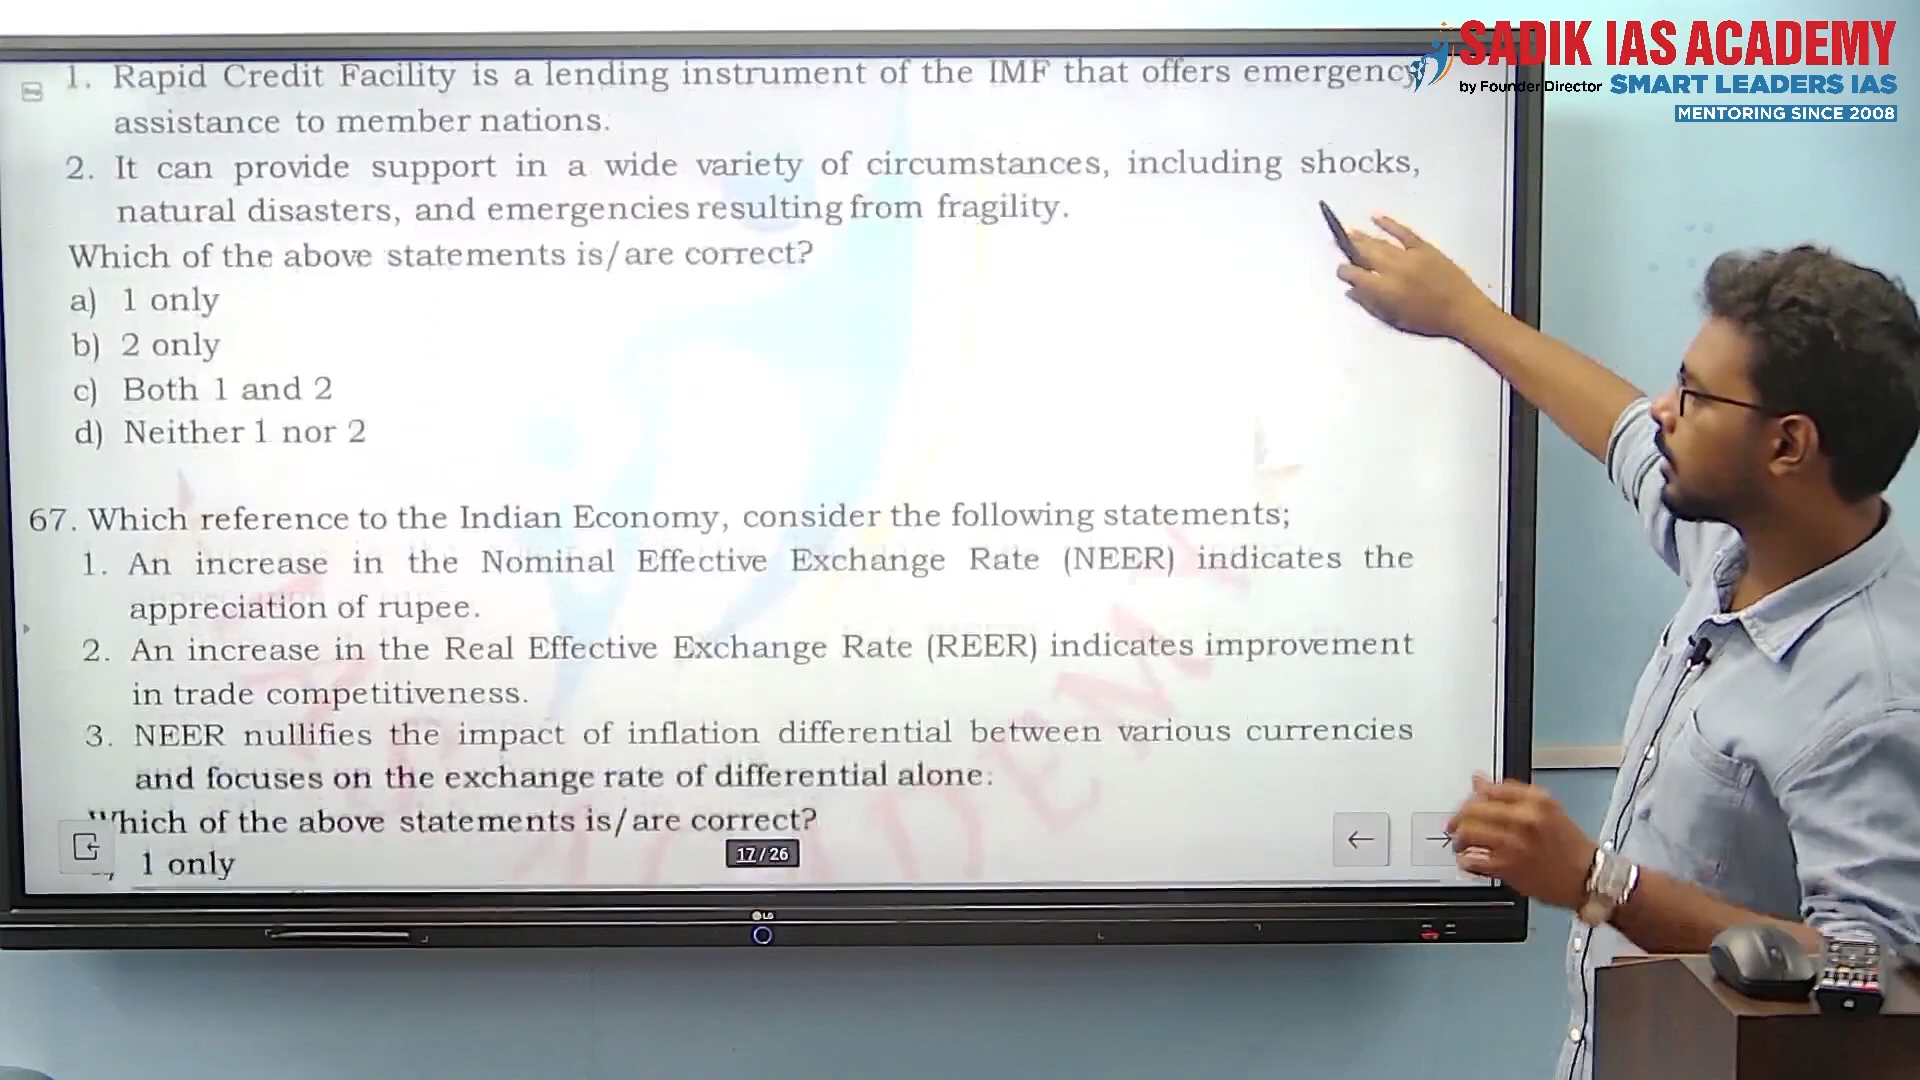 SADIK IAS ACADEMY
by Founder Director SMART LEADERS IAS
MENTORING SINCE 2008
1. Rapid Credit Facility is a lending instrument of the IMF that offers emergency
assistance to member nations.
2. It can provide support in a wide variety of circumstances, including shocks,
natural disasters, and emergencies resulting from fragility.
Which of the above statements is/are correct?
a) 1 only
b) 2 only
c) Both 1 and 2
d) Neither 1 nor 2
67. Which reference to the Indian Economy, consider the following statements;
1. An increase in the Nominal Effective Exchange Rate (NEER) indicates the
appreciation of rupee.
2. An increase in the Real Effective Exchange Rate (REER) indicates improvement
in trade competitiveness.
3. NEER nullifies the impact of inflation differential between various currencies
and focuses on the exchange rate of differential alone.
Which of the above statements is/are correct?
1 only
17/26
LG